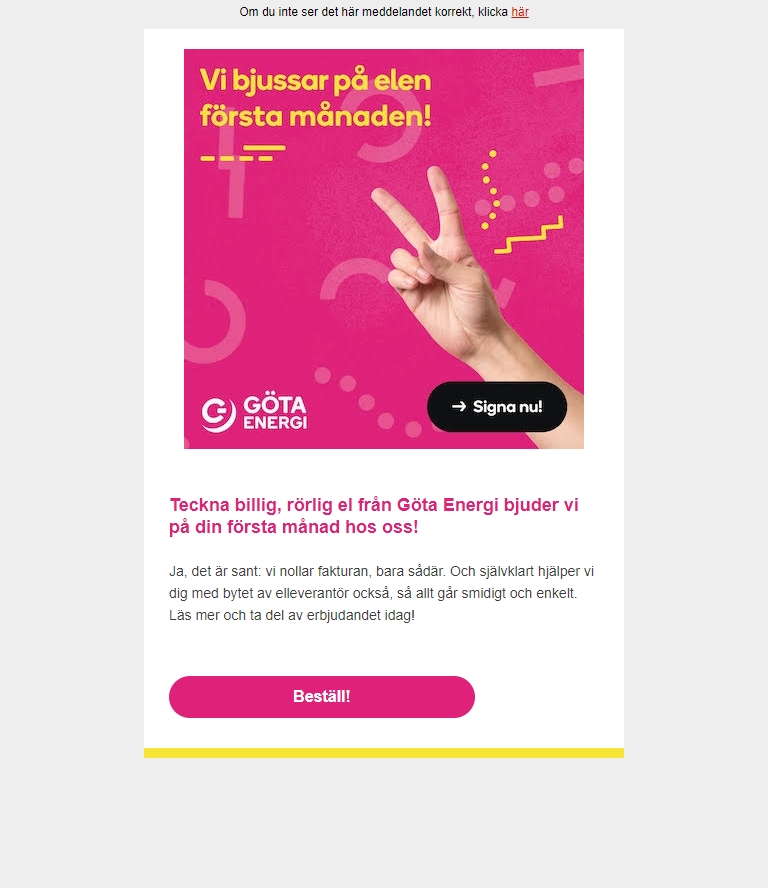 Om du inte ser det här meddelandet korrekt, klicka här
Vi bjussar på elen
första månaden!
GÖTA
ENERGI
→ Signa nu!
Teckna billig, rörlig el från Göta Energi bjuder vi
på din första månad hos oss!
Ja, det är sant: vi nollar fakturan, bara sådär. Och självklart hjälper vi
dig med bytet av elleverantör också, så allt går smidigt och enkelt.
Läs mer och ta del av erbjudandet idag!
Beställ!